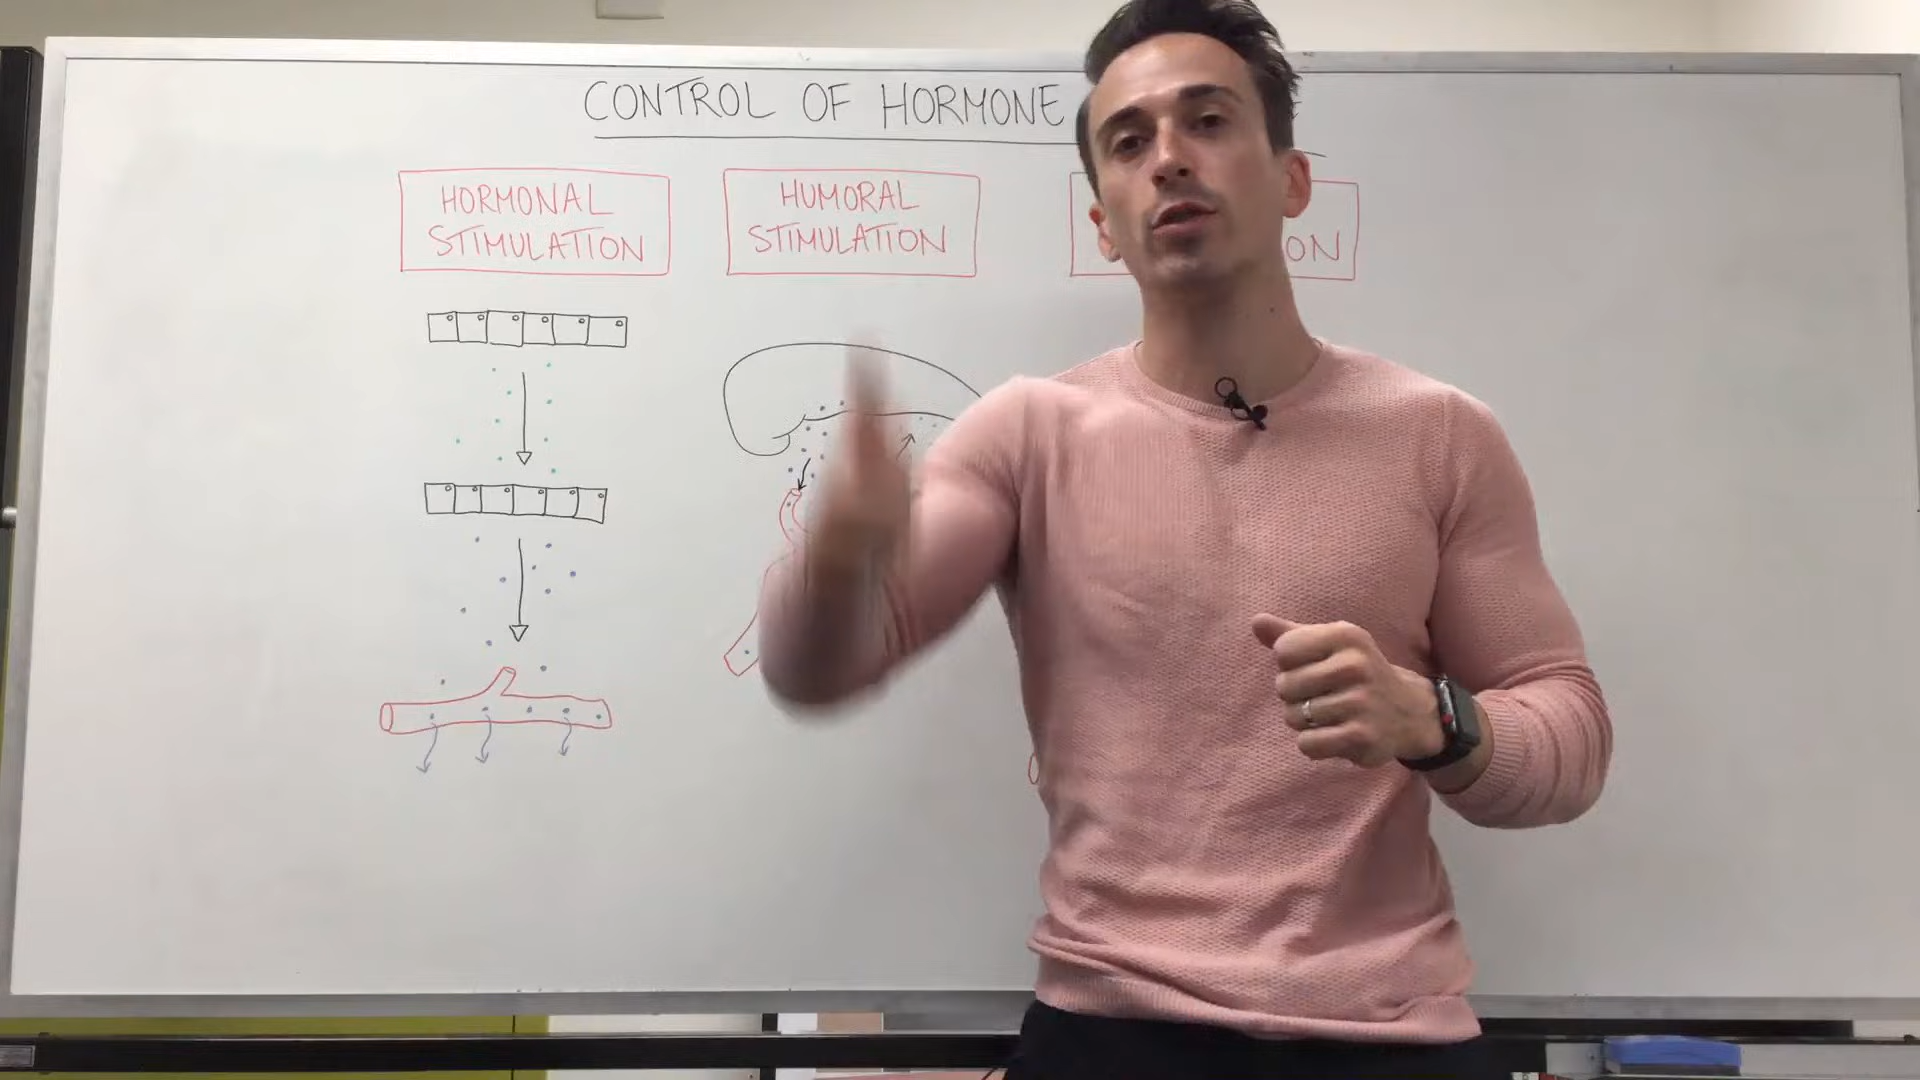 CONTROL OF HORMONE
HORMONAL
STIMULATION
HUMORAL
STIMULATION
ON